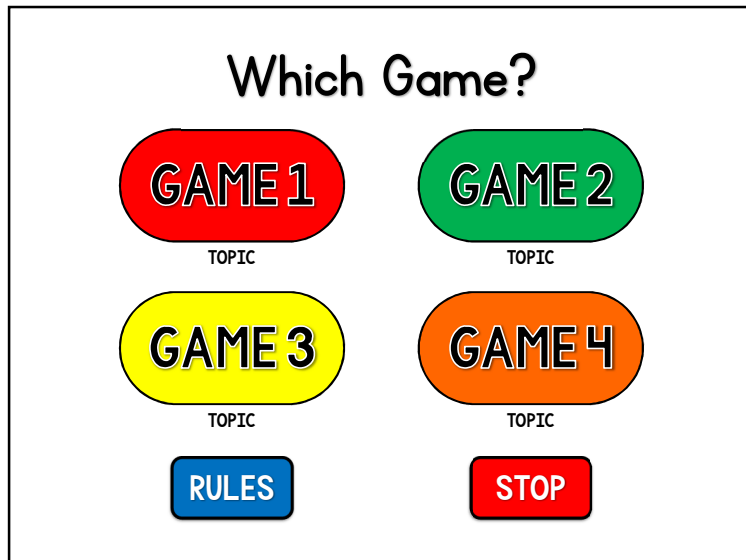 Which Game?
GAME 1
GAME 2
TOPIC
TOPIC
GAME 3
GAME 4
TOPIC
TOPIC
RULES
STOP